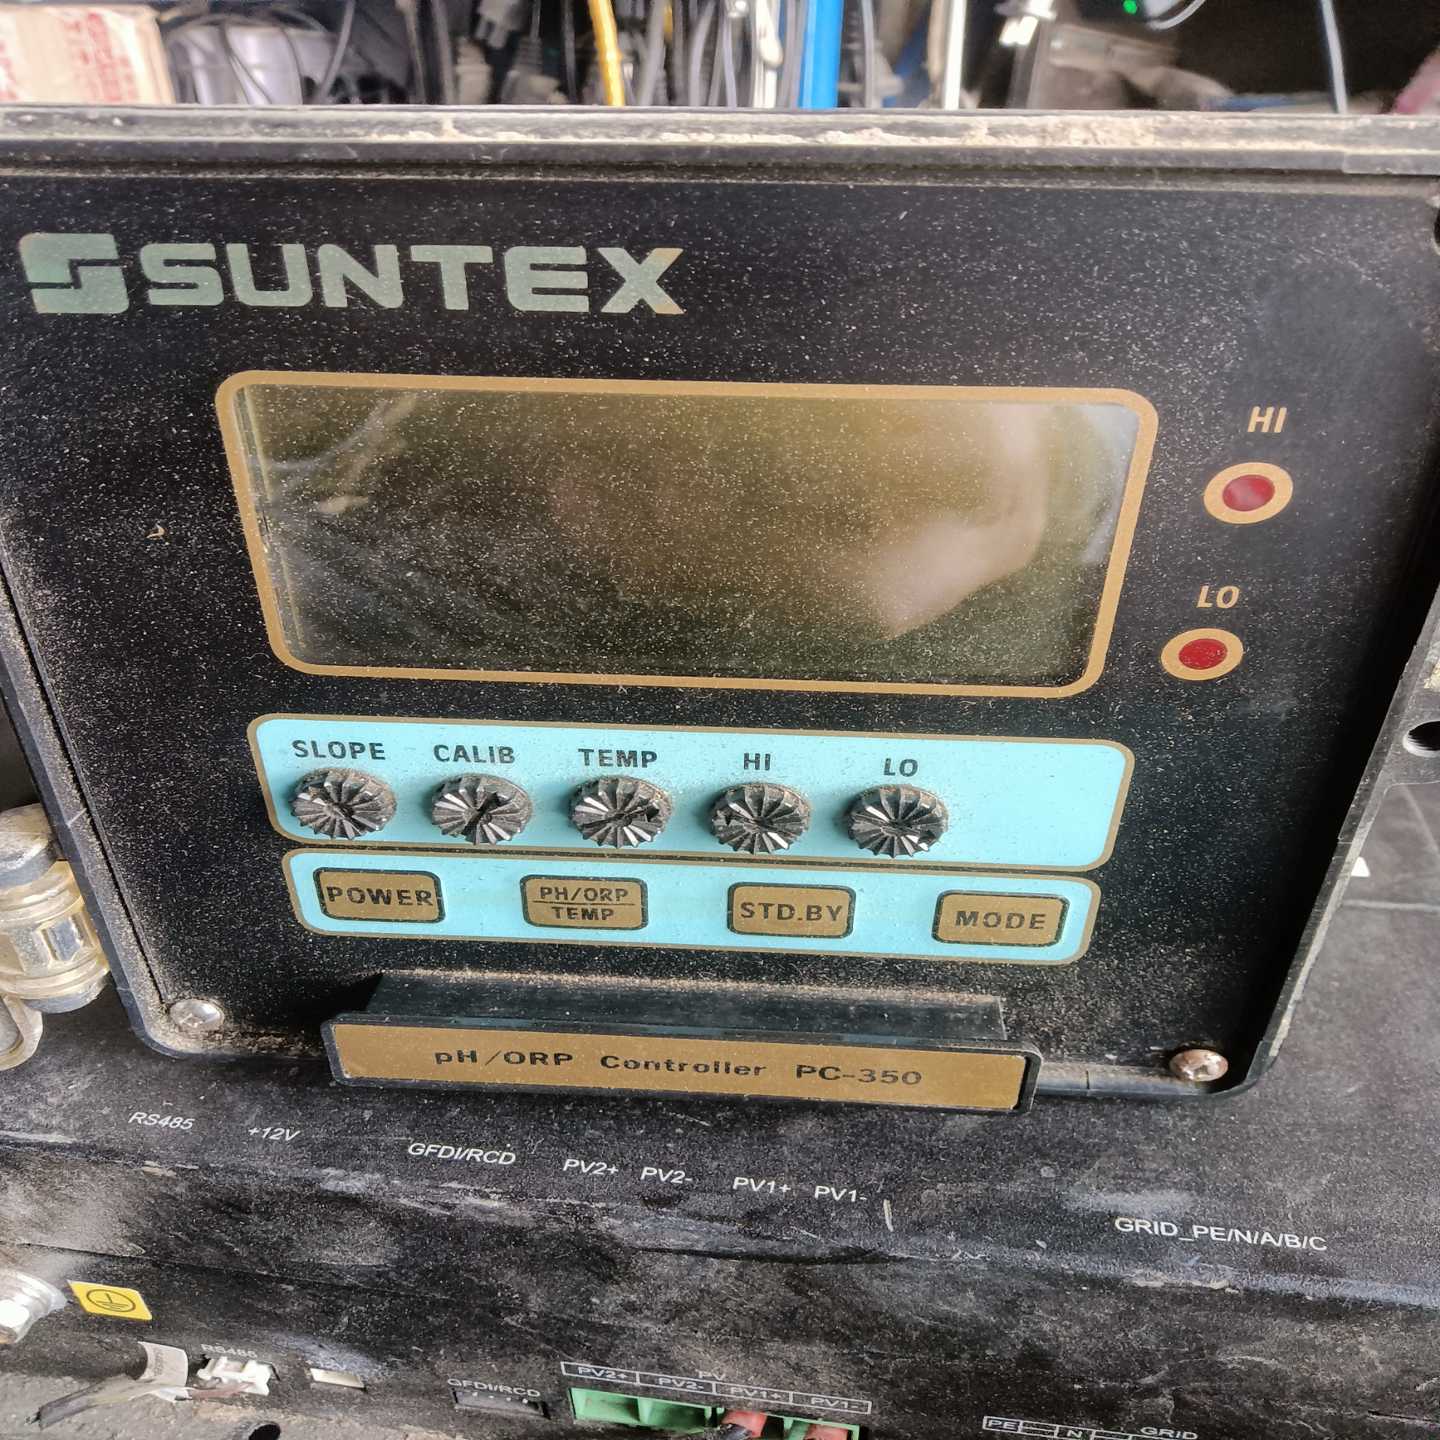 SUNTEX
HI
LO
SLOPE CALIB TEMP HI LO
POWER PH/ORP TEMP STD.BY MODE
pH/ORP Controller PC-350
RS485 +12V GFDI/RCD PV2+ PV2- PV1+ PV1- GRID_PE/N/A/B/C
RS485
GFDI/RCD
PV
PV2+ PV2- PV1+ PV1-
GRID
PE N